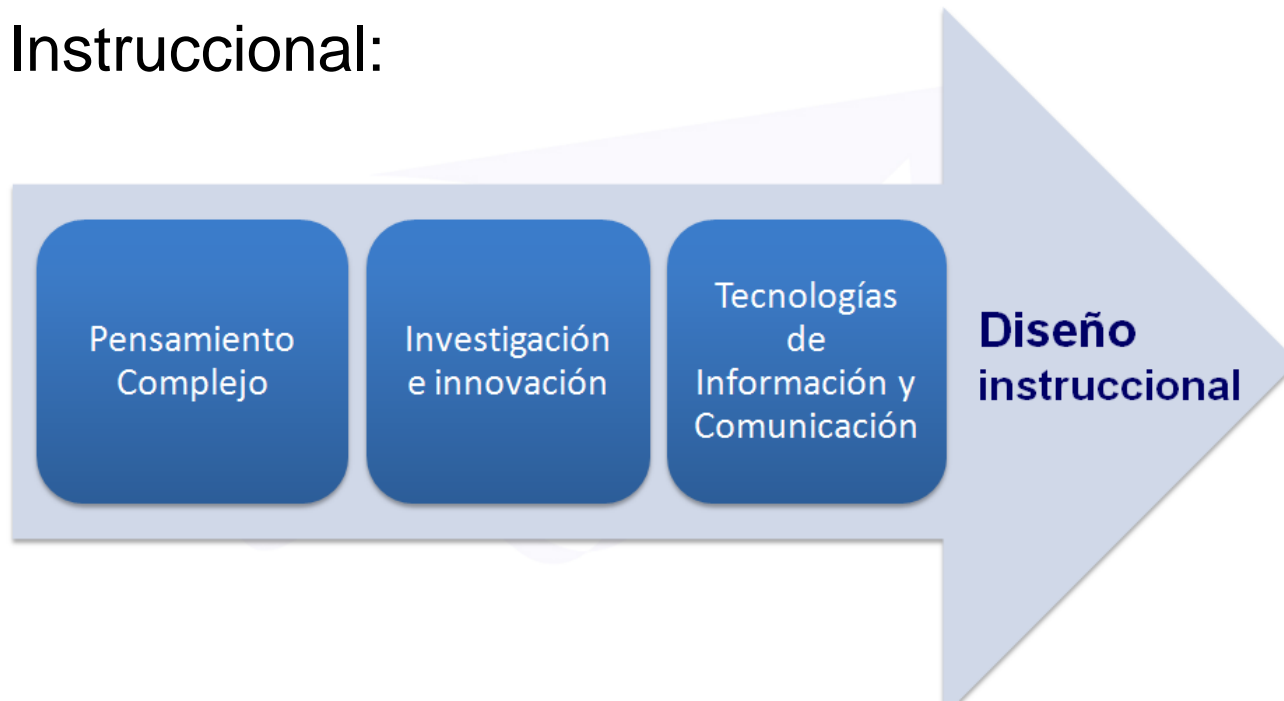 Instruccional:
Pensamiento
Complejo
Investigación
e innovación
Tecnologías
de
Información y
Comunicación
Diseño
instruccional